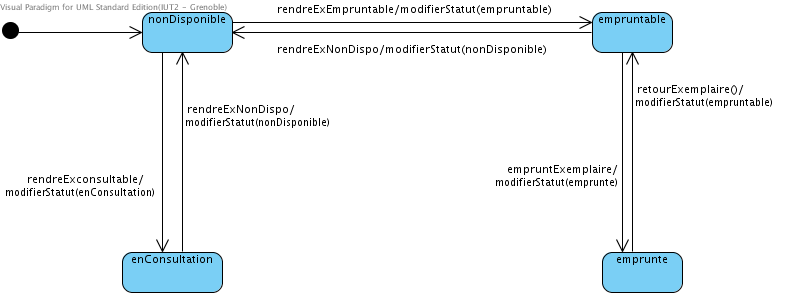 Visual Paradigm for UML Standard Edition(IUT2 - Grenoble)
nonDisponible
rendreExEmpruntable/modifierStatut(empruntable)
empruntable
rendreExNonDispo/modifierStatut(nonDisponible)
rendreExNonDispo/
modifierStatut(nonDisponible)
retourExemplaire()/
modifierStatut(empruntable)
rendreExconsultable/
modifierStatut(enConsultation)
empruntExemplaire/
modifierStatut(emprunte)
enConsultation
emprunte